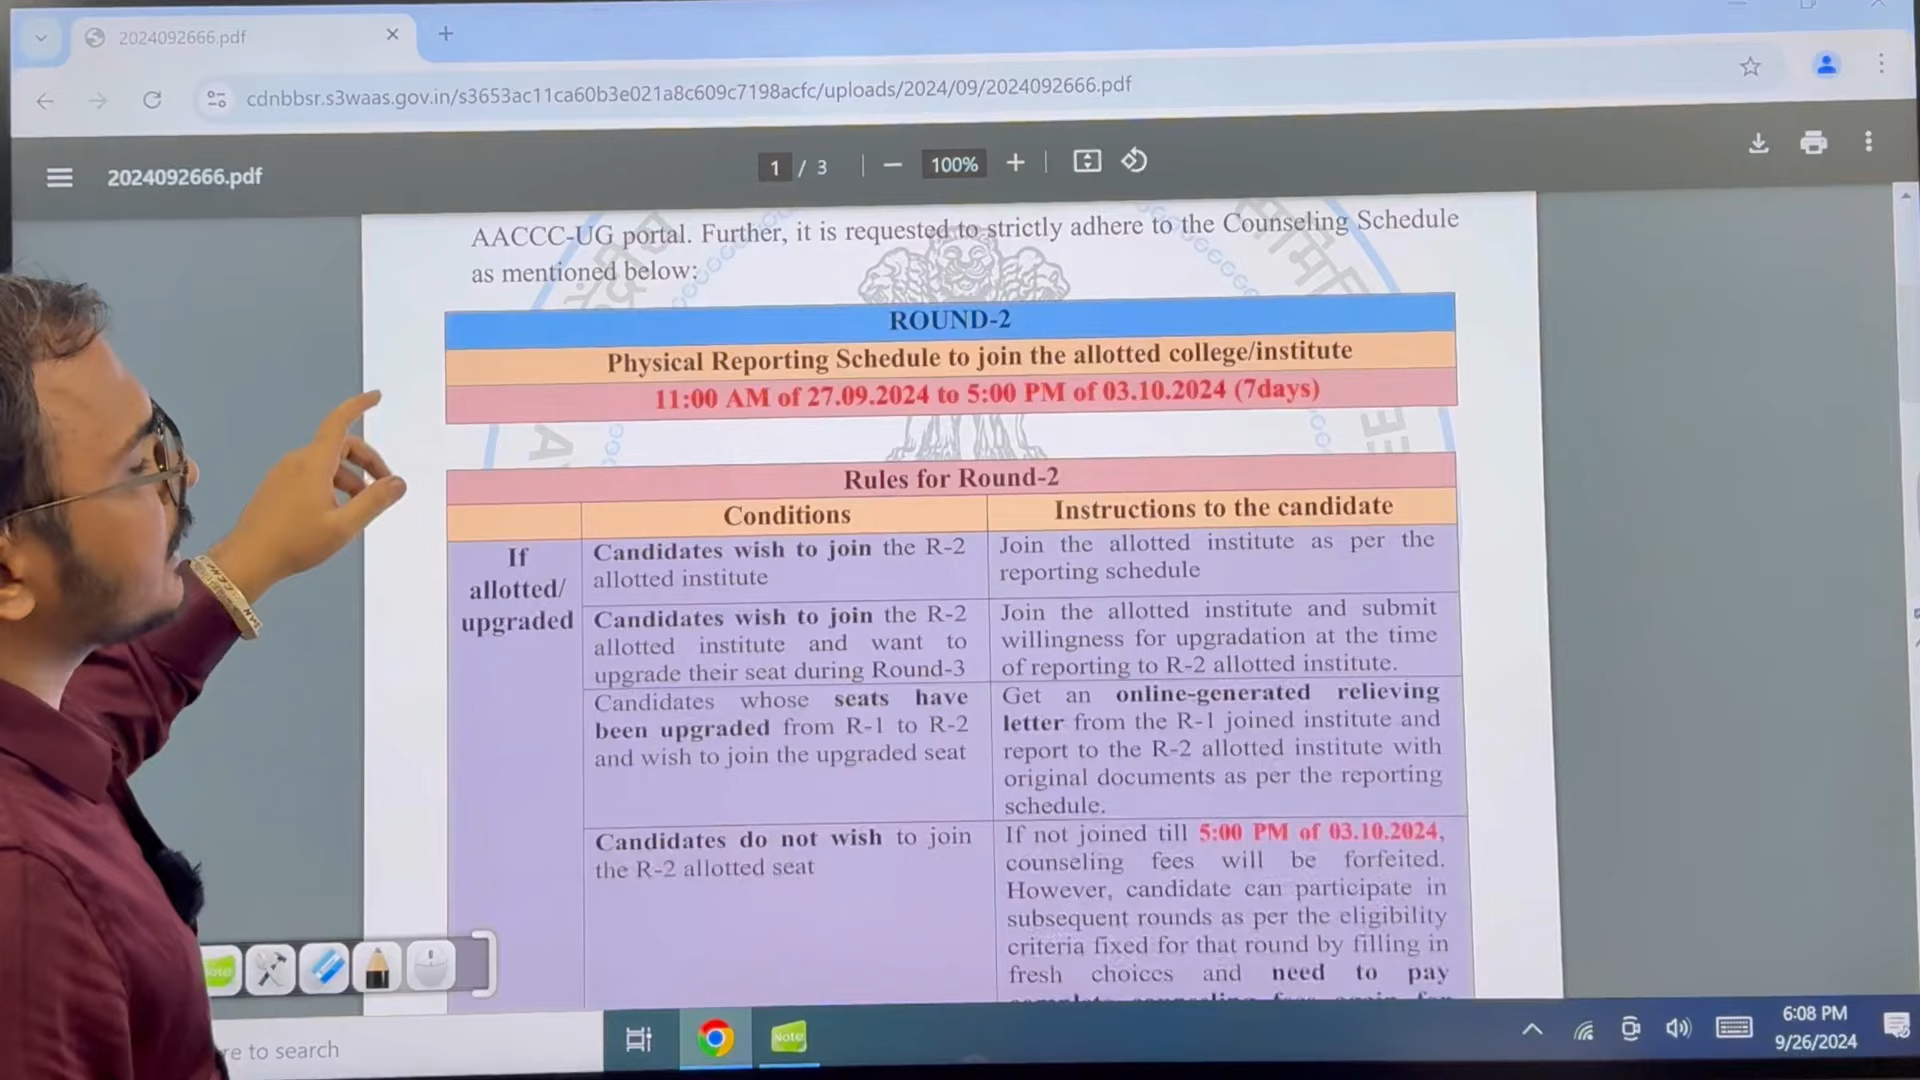 2024092666.pdf
cdnbbsr.s3waas.gov.in/s3653ac11ca60b3e021a8c609c7198acfc/uploads/2024/09/2024092666.pdf
2024092666.pdf
1 / 3
100%
AACCC-UG portal. Further, it is requested to strictly adhere to the Counseling Schedule
as mentioned below:
ROUND-2
Physical Reporting Schedule to join the allotted college/institute
11:00 AM of 27.09.2024 to 5:00 PM of 03.10.2024 (7days)
Rules for Round-2
Conditions
Instructions to the candidate
If
allotted/
upgraded
Candidates wish to join the R-2
allotted institute
Join the allotted institute as per the
reporting schedule
Candidates wish to join the R-2
allotted institute and want to
upgrade their seat during Round-3
Join the allotted institute and submit
willingness for upgradation at the time
of reporting to R-2 allotted institute.
Candidates whose seats have
been upgraded from R-1 to R-2
and wish to join the upgraded seat
Get an online-generated relieving
letter from the R-1 joined institute and
report to the R-2 allotted institute with
original documents as per the reporting
schedule.
Candidates do not wish to join
the R-2 allotted seat
If not joined till 5:00 PM of 03.10.2024,
counseling fees will be forfeited.
However, candidate can participate in
subsequent rounds as per the eligibility
criteria fixed for that round by filling in
fresh choices and need to pay
re to search
Note
6:08 PM
9/26/2024